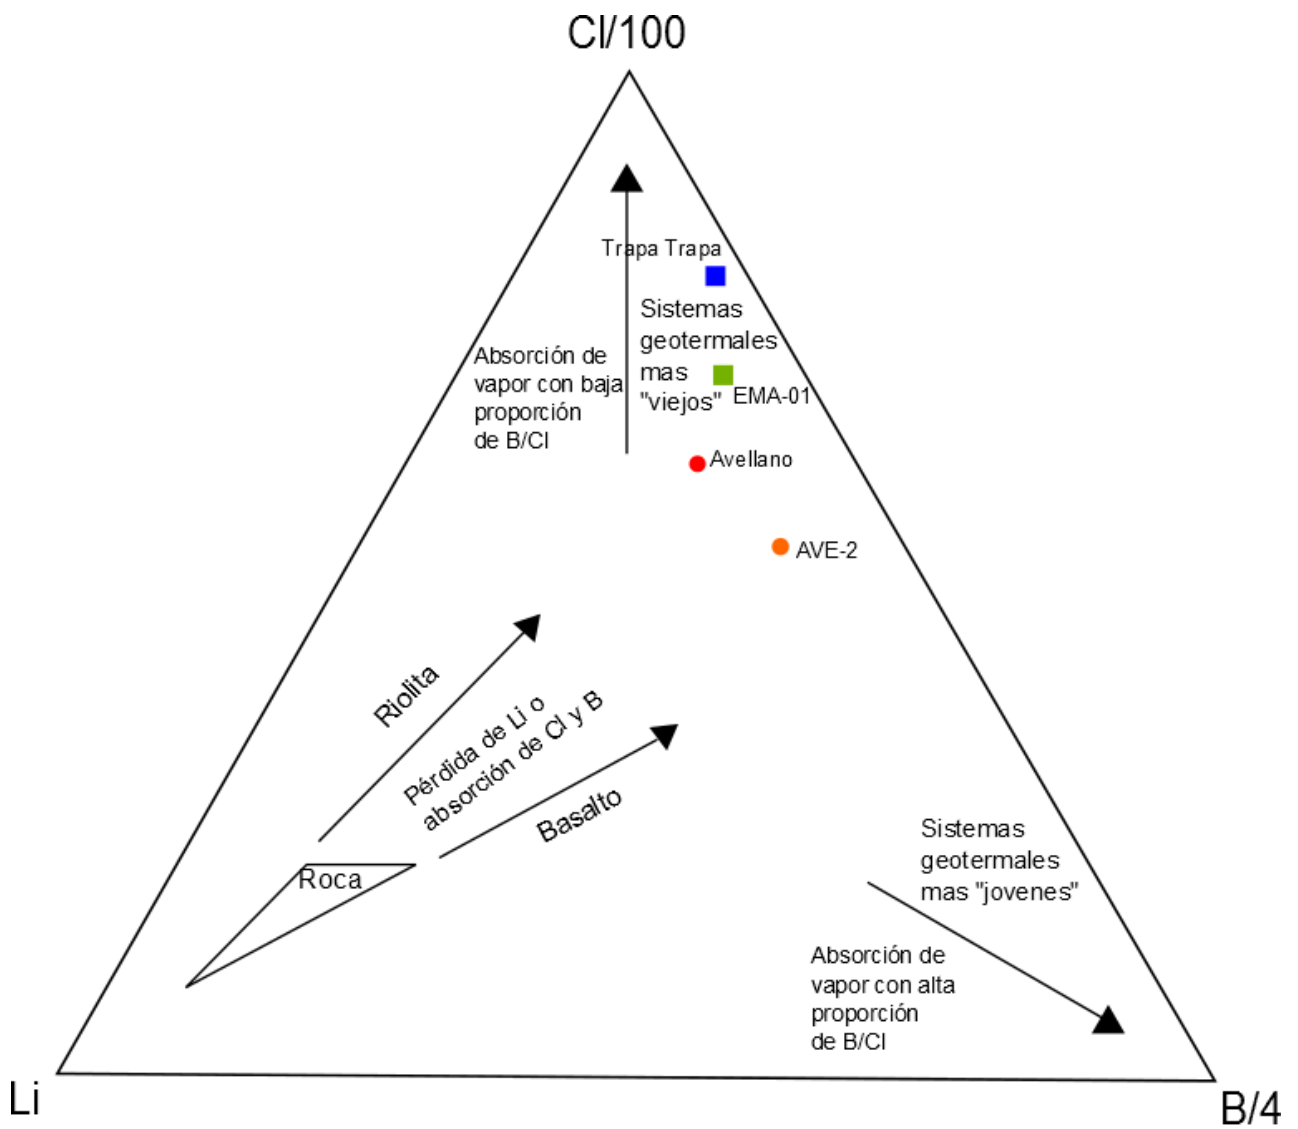 Cl/100
Trapa Trapa
Sistemas
geotermales
mas
"viejos"
Absorción de
vapor con baja
proporción
de B/Cl
EMA-01
Avellano
AVE-2
Riolita
Pérdida de Li o
absorción de Cl y B
Basalto
Roca
Sistemas
geotermales
mas "jovenes"
Absorción de
vapor con alta
proporción
de B/Cl
Li
B/4